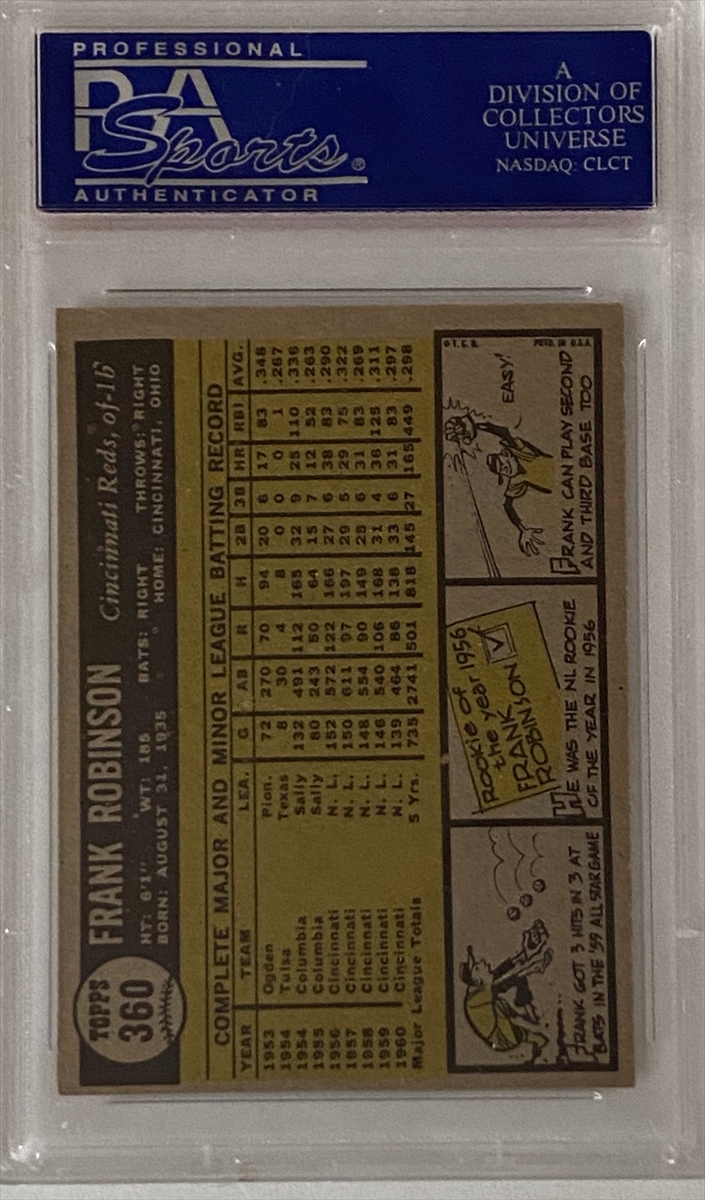 PROFESSIONAL
PSA
Sports®
AUTHENTICATOR
A
DIVISION OF
COLLECTORS
UNIVERSE
NASDAQ: CLCT
TOPPS
360
FRANK ROBINSON Cincinnati Reds, of-1b
HT: 6'1" WT: 185 BATS: RIGHT THROWS: RIGHT
BORN: AUGUST 31, 1935 HOME: CINCINNATI, OHIO
COMPLETE MAJOR AND MINOR LEAGUE BATTING RECORD
YEAR TEAM LEA. G AB R H 2B 3B HR RBI AVG.
1953 Ogden Pion. 72 270 70 94 20 6 17 83 .348
1954 Tulsa Texas 8 30 4 8 0 0 0 1 .267
1954 Columbia Sally 132 491 112 165 32 9 25 110 .336
1955 Columbia Sally 80 243 50 64 15 7 12 52 .263
1956 Cincinnati N. L. 152 572 122 166 27 6 38 83 .290
1957 Cincinnati N. L. 150 611 97 197 29 5 29 75 .322
1958 Cincinnati N. L. 148 554 90 149 25 6 31 83 .269
1959 Cincinnati N. L. 146 540 106 168 31 4 36 125 .311
1960 Cincinnati N. L. 139 464 86 138 33 6 31 83 .297
Major League Totals 5 Yrs. 735 2741 501 818 145 27 165 449 .298
FRANK GOT 3 HITS IN 3 AT
BATS IN THE '59 ALL STAR GAME
Rookie of
the year 1956
FRANK
ROBINSON
HE WAS THE NL ROOKIE
OF THE YEAR IN 1956
© T. C. G. PRTD. IN U.S.A.
EASY!
FRANK CAN PLAY SECOND
AND THIRD BASE TOO